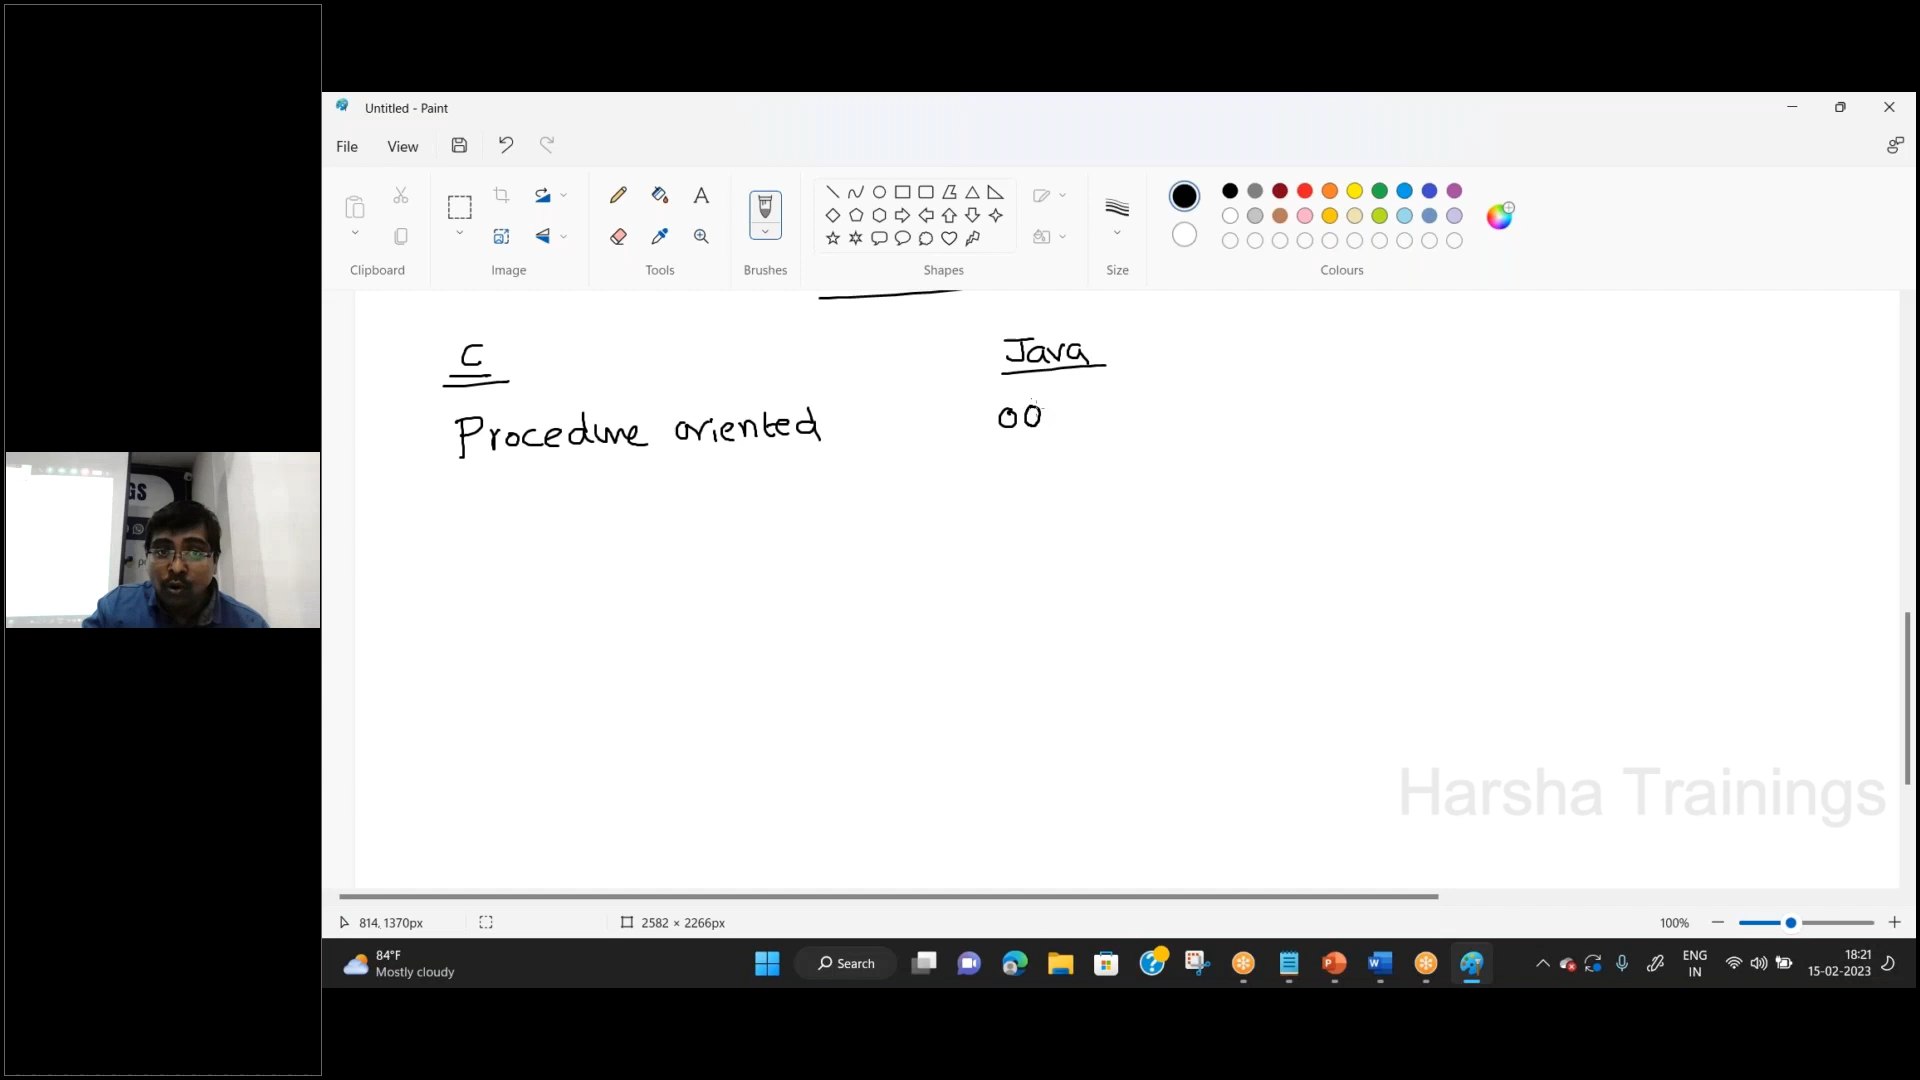 Untitled - Paint
File View
Clipboard Image Tools Brushes Shapes Size Colours
C Java
Procedure oriented OO
GS
Harsha Trainings
814, 1370px 2582 × 2266px 100%
84°F
Mostly cloudy
Search
ENG
IN
18:21
15-02-2023